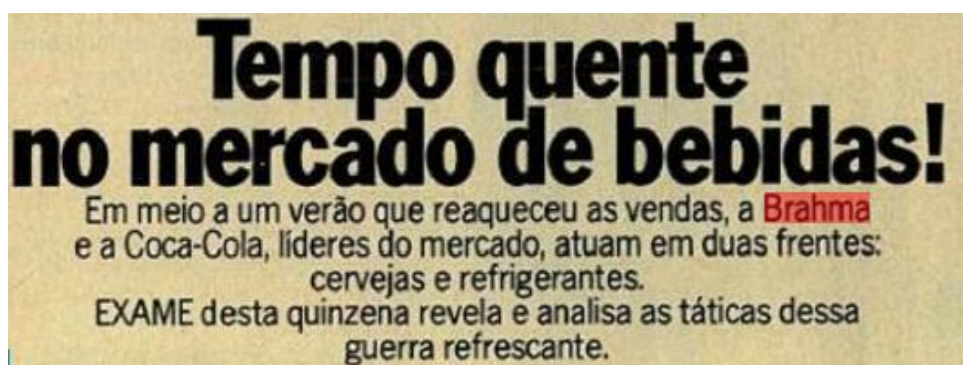 Tempo quente
no mercado de bebidas!
Em meio a um verão que reaqueceu as vendas, a Brahma
e a Coca-Cola, líderes do mercado, atuam em duas frentes:
cervejas e refrigerantes.
EXAME desta quinzena revela e analisa as táticas dessa
guerra refrescante.